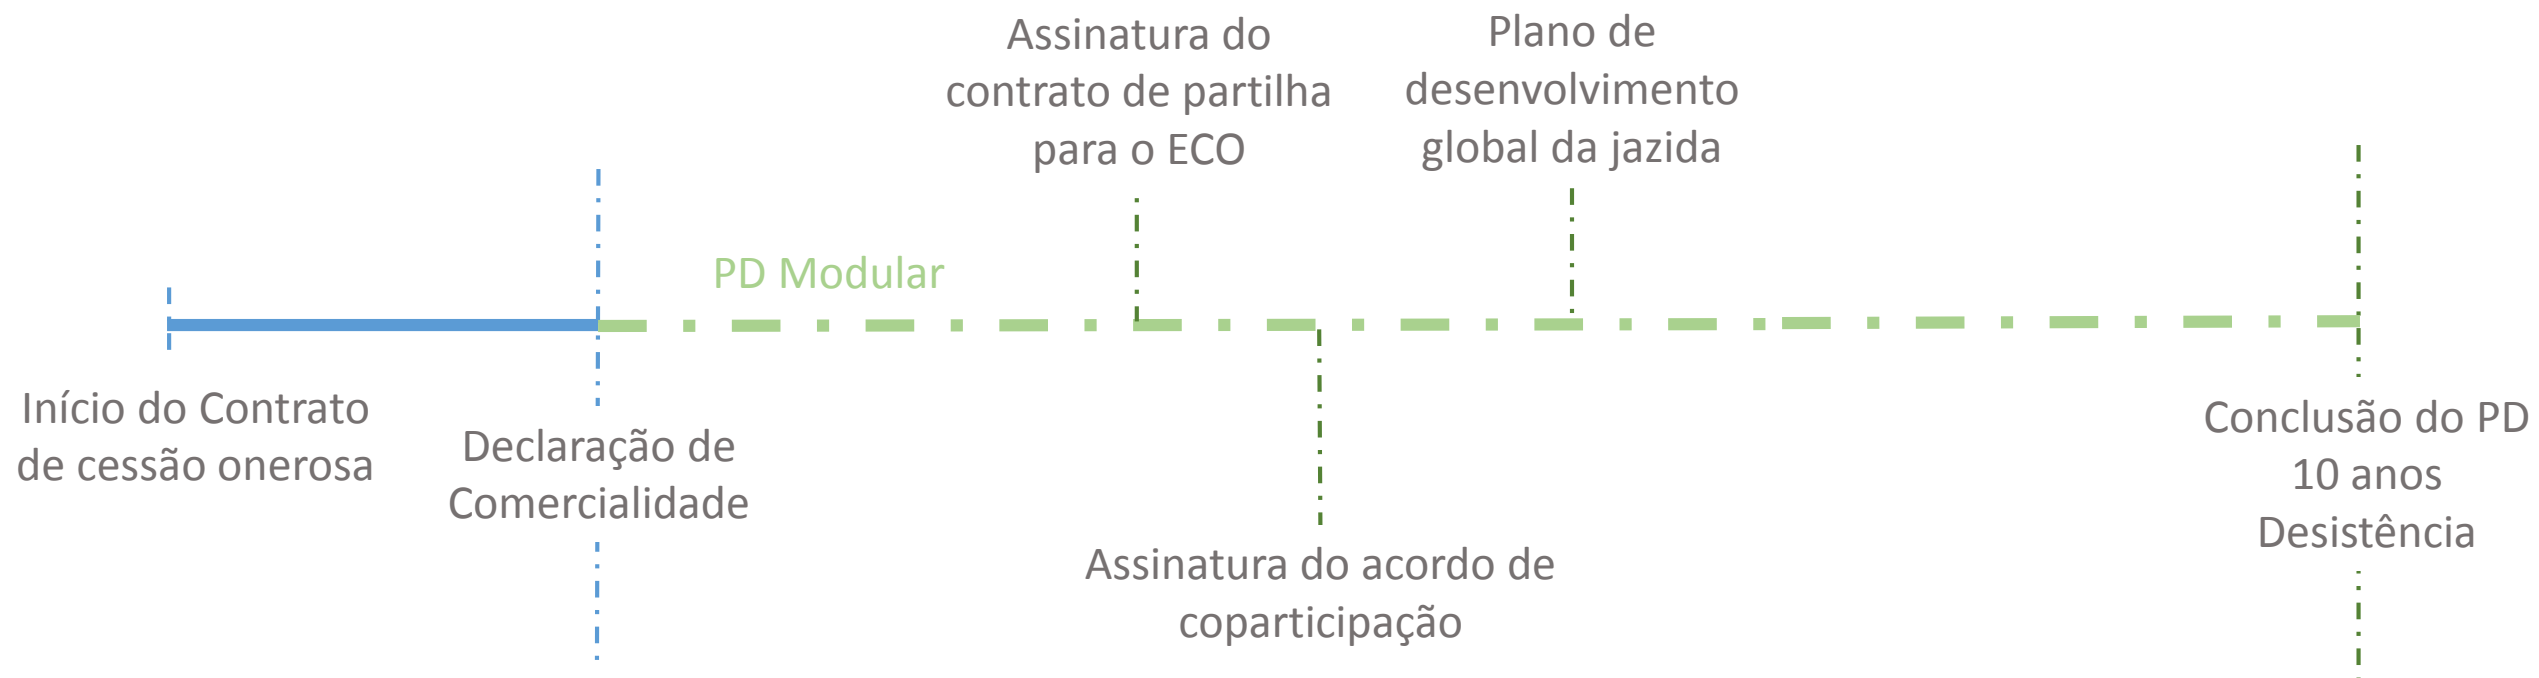 Assinatura do
contrato de partilha
para o ECO
Plano de
desenvolvimento
global da jazida
PD Modular
Início do Contrato
de cessão onerosa
Declaração de
Comercialidade
Assinatura do acordo de
coparticipação
Conclusão do PD
10 anos
Desistência